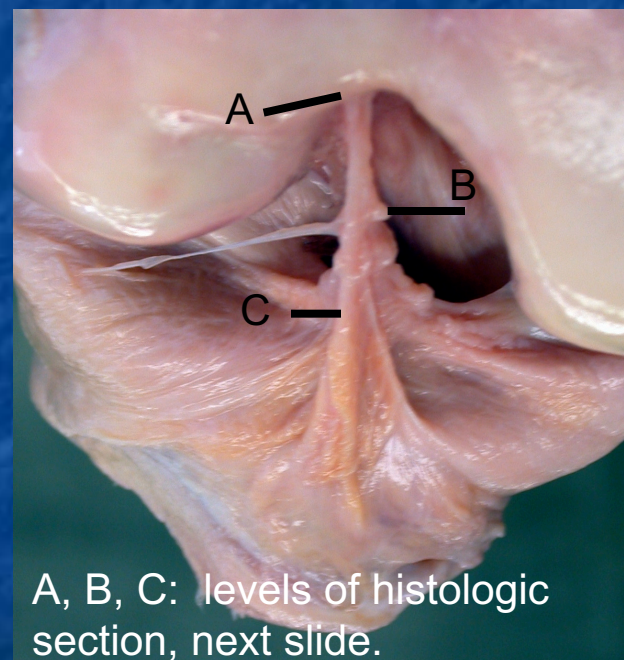 A
B
C
A, B, C: levels of histologic
section, next slide.